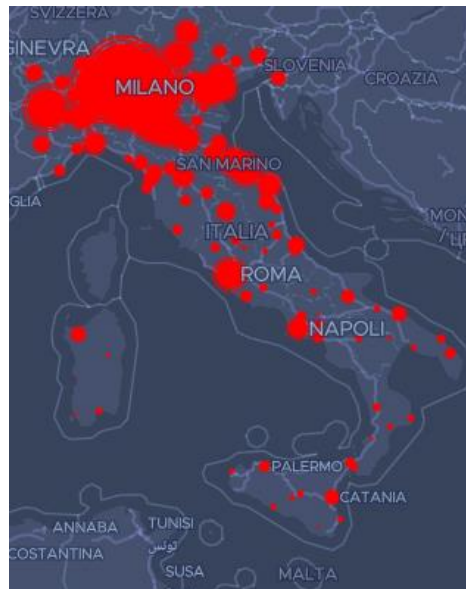 SVIZZERA
GINEVRA
SLOVENIA
MILANO
CROAZIA
SAN MARINO
GLIA
MON
ITALIA
ROMA
NAPOLI
PALERMO
CATANIA
ANNABA
TUNISI
تونس
COSTANTINA
SUSA
MALTA